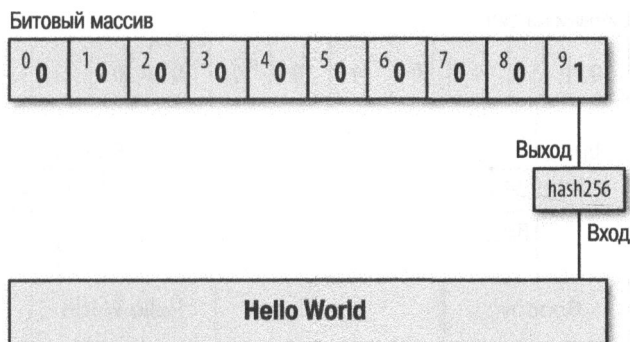 Битовый массив
0 0 1 0 2 0 3 0 4 0 5 0 6 0 7 0 8 0 9 1
Выход
hash256
Вход
Hello World